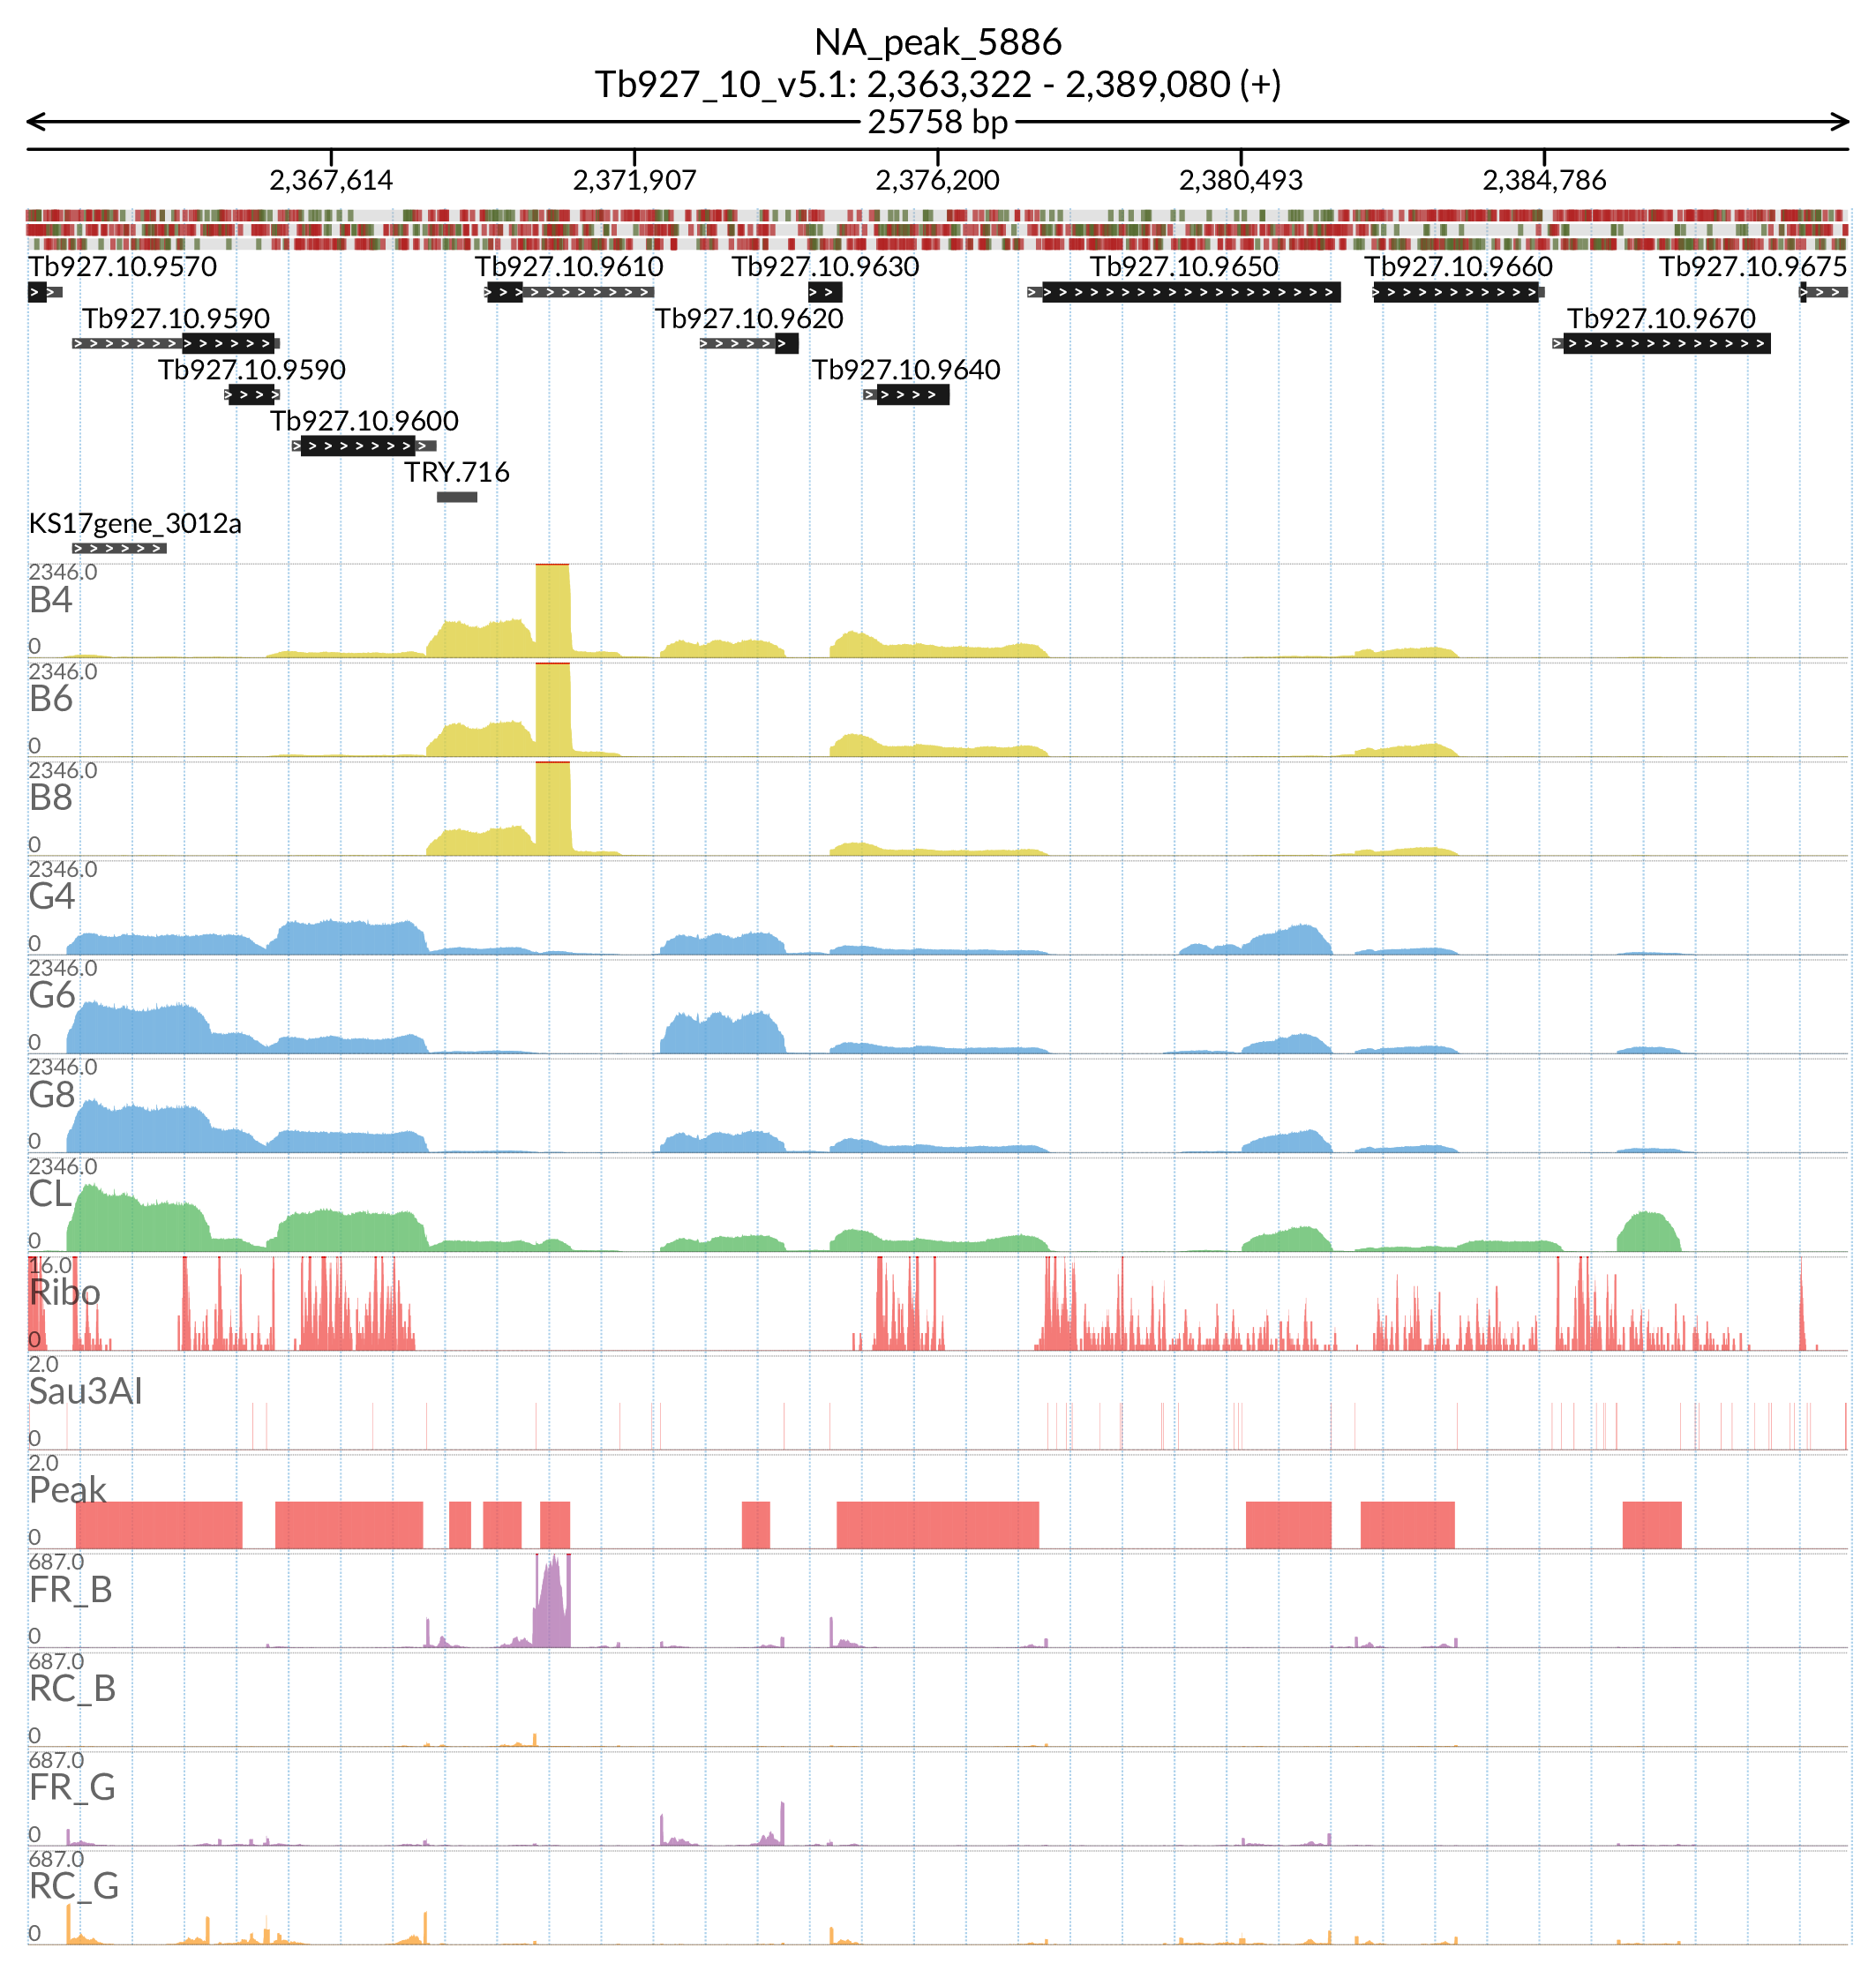 NA_peak_5886
Tb927_10_v5.1: 2,363,322 - 2,389,080 (+)
25758 bp
2,367,614 2,371,907 2,376,200 2,380,493 2,384,786
Tb927.10.9570 Tb927.10.9610 Tb927.10.9630 Tb927.10.9650 Tb927.10.9660 Tb927.10.9675
Tb927.10.9590 Tb927.10.9620 Tb927.10.9670
Tb927.10.9590 Tb927.10.9640
Tb927.10.9600
TRY.716
KS17gene_3012a
2346.0
B4
0
2346.0
B6
0
2346.0
B8
0
2346.0
G4
0
2346.0
G6
0
2346.0
G8
0
2346.0
CL
0
16.0
Ribo
0
2.0
Sau3AI
0
2.0
Peak
0
687.0
FR_B
0
687.0
RC_B
0
687.0
FR_G
0
687.0
RC_G
0